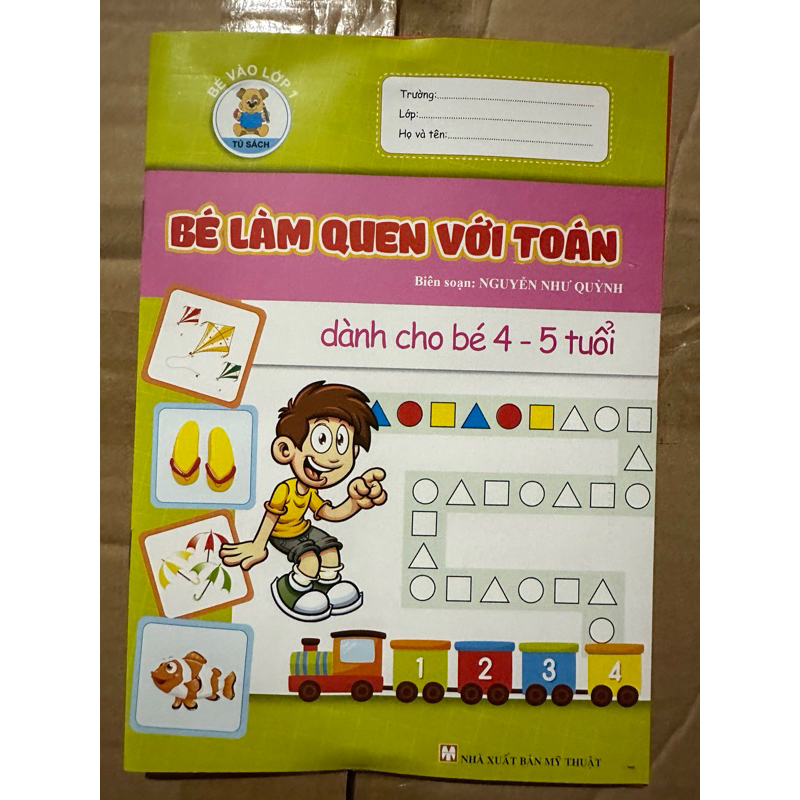 BÉ VÀO LỚP 1
TỦ SÁCH
Trường:
Lớp:
Họ và tên:
BÉ LÀM QUEN VỚI TOÁN
Biên soạn: NGUYỄN NHƯ QUỲNH
dành cho bé 4 - 5 tuổi
1 2 3 4
NHÀ XUẤT BẢN MỸ THUẬT